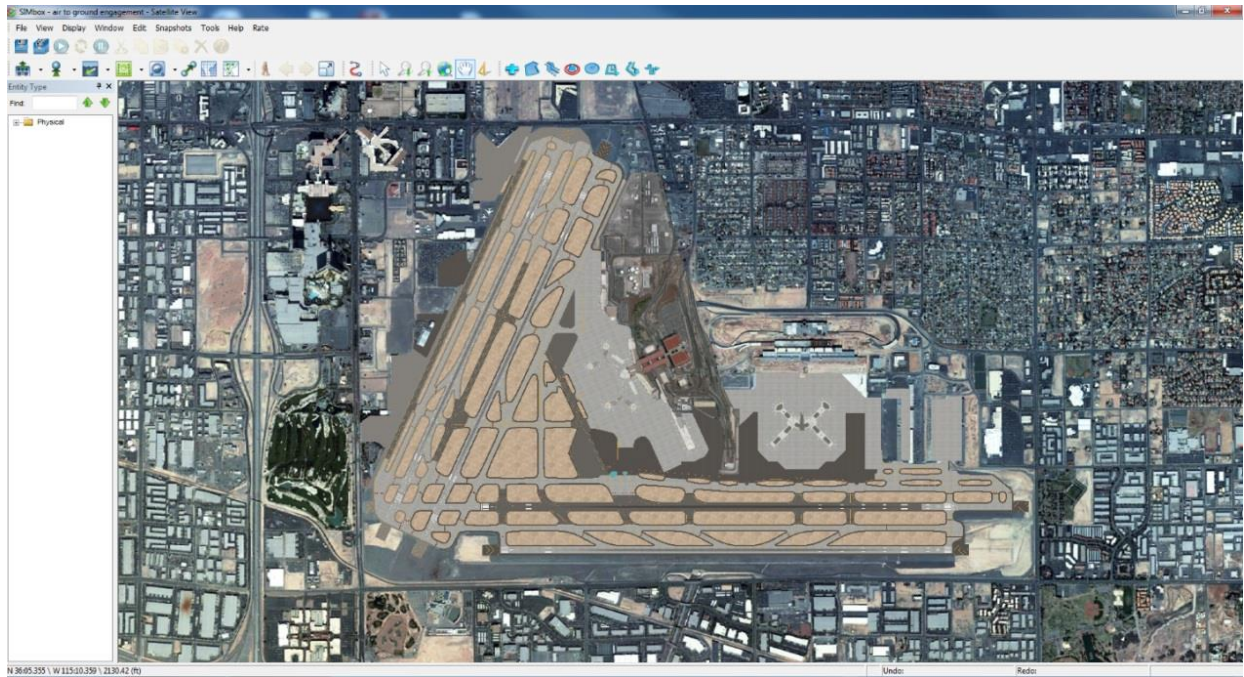 SIMbox - air to ground engagement - Satellite View
File View Display Window Edit Snapshots Tools Help Rate
Entity Type
Find:
Physical
N 36:05.355 \ W 115:10.359 \ 2130.42 (ft)
Undo:
Redo: